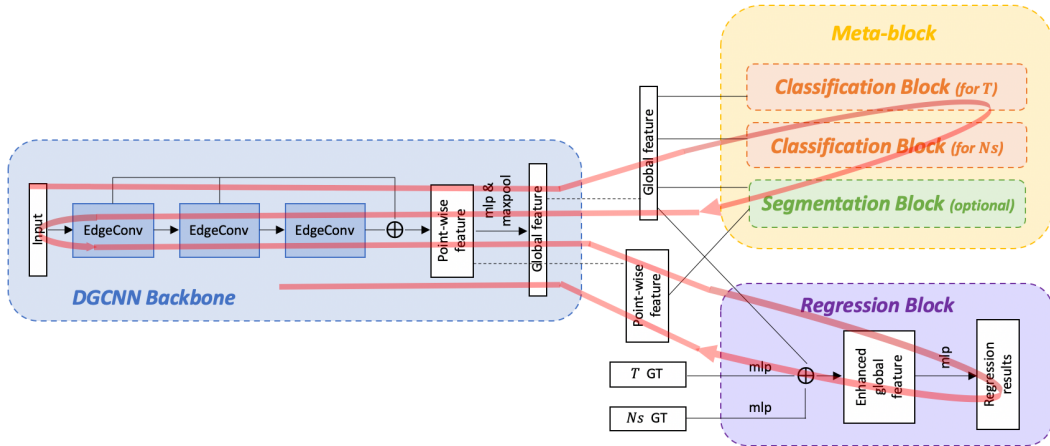 Meta-block
Classification Block (for T)
Classification Block (for Ns)
Segmentation Block (optional)
Global feature
Input
EdgeConv
EdgeConv
EdgeConv
Point-wise
feature
mlp &
maxpool
Global feature
DGCNN Backbone
Point-wise
feature
Regression Block
T GT
mlp
Ns GT
mlp
Enhanced
global
feature
mlp
Regression
results